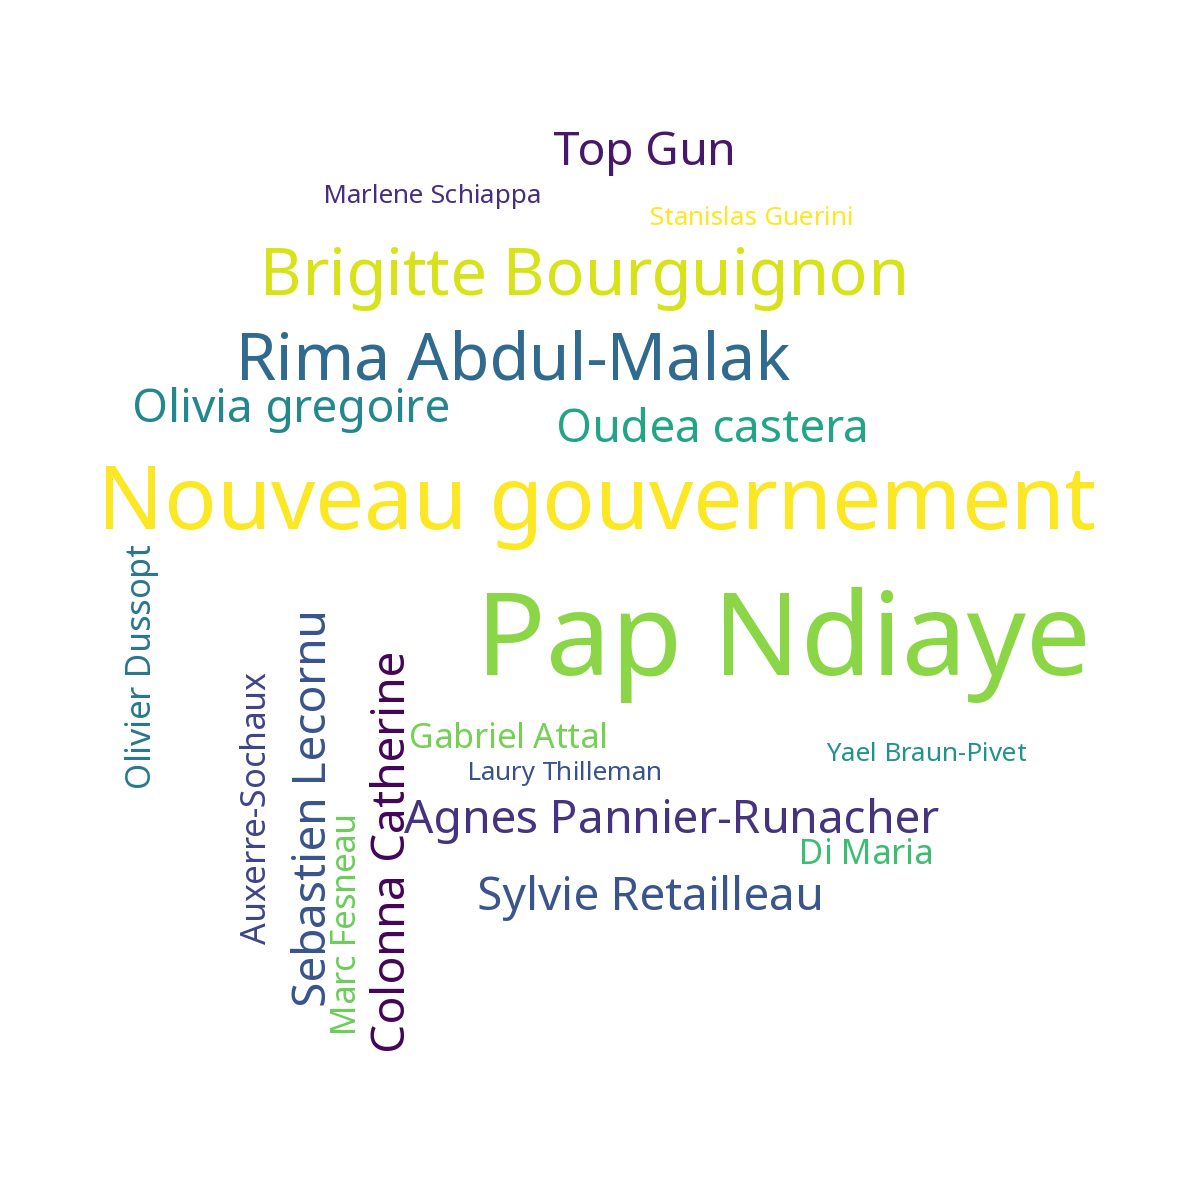 Top Gun
Marlene Schiappa
Stanislas Guerini
Brigitte Bourguignon
Rima Abdul-Malak
Olivia gregoire
Oudea castera
Nouveau gouvernement
Pap Ndiaye
Olivier Dussopt
Auxerre-Sochaux
Sebastien Lecornu
Marc Fesneau
Colonna Catherine
Gabriel Attal
Yael Braun-Pivet
Laury Thilleman
Agnes Pannier-Runacher
Di Maria
Sylvie Retailleau